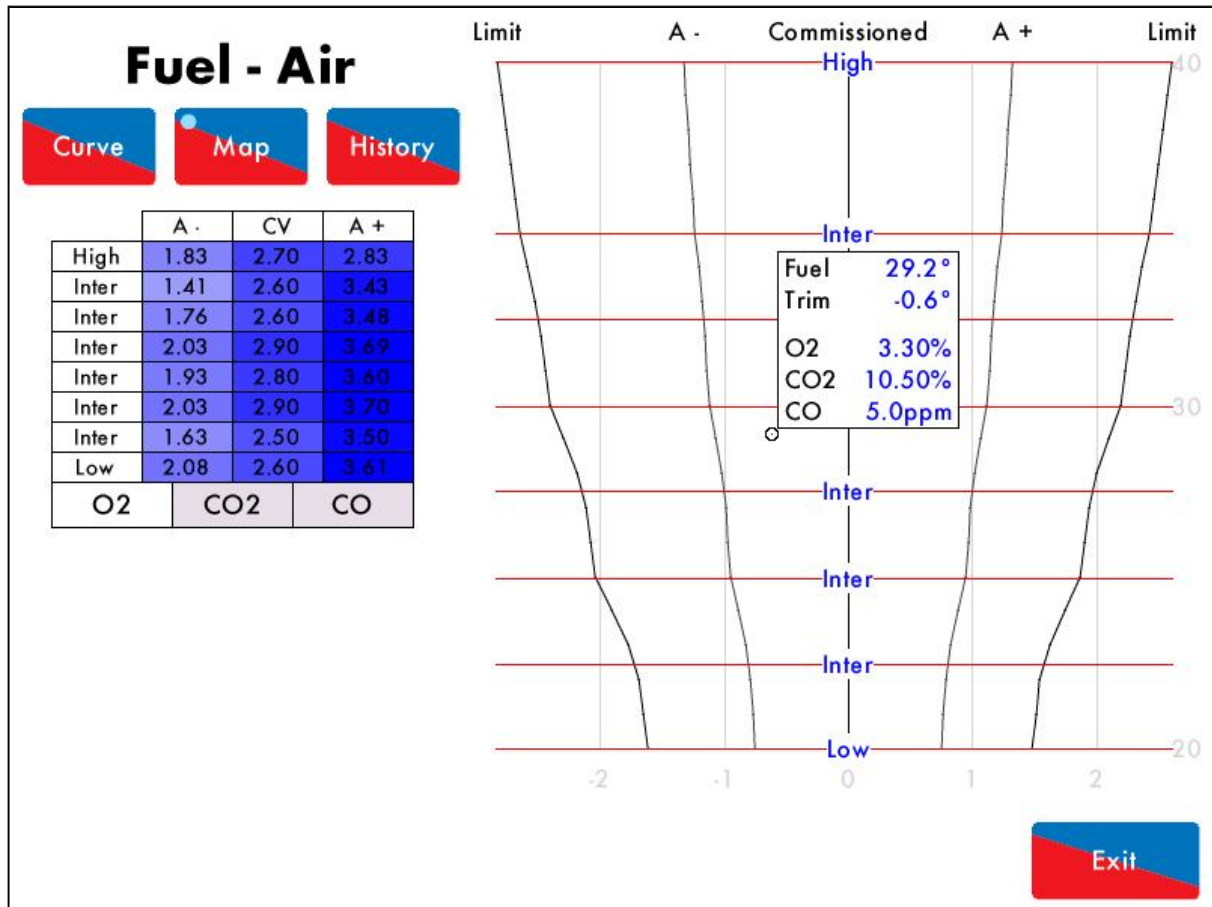 Fuel - Air
Curve
Map
History
A - CV A +
High 1.83 2.70 2.83
Inter 1.41 2.60 3.43
Inter 1.76 2.60 3.48
Inter 2.03 2.90 3.69
Inter 1.93 2.80 3.60
Inter 2.03 2.90 3.70
Inter 1.63 2.50 3.50
Low 2.08 2.60 3.61
O2 CO2 CO
Limit A - Commissioned A + Limit
High 40
Inter
Fuel 29.2°
Trim -0.6°
O2 3.30%
CO2 10.50%
CO 5.0ppm
30
Inter
Inter
Inter
Low 20
-2 -1 0 1 2
Exit